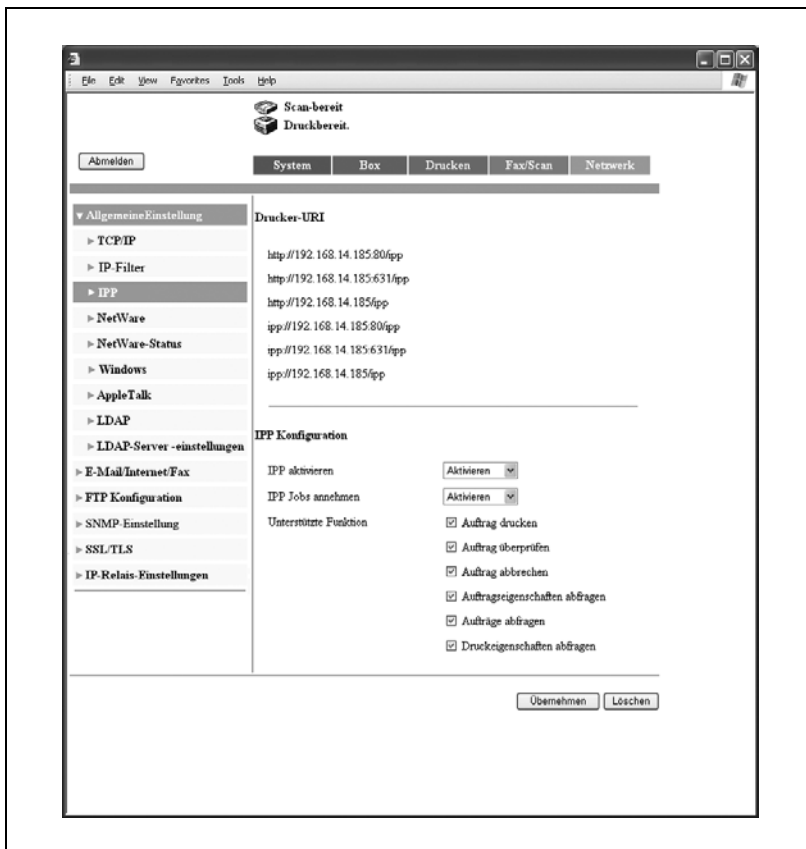 File Edit View Favorites Tools Help
Scan-bereit
Druckbereit.
Abmelden
System Box Drucken Fax/Scan Netzwerk
AllgemeineEinstellung
TCP/IP
IP-Filter
IPP
NetWare
NetWare-Status
Windows
AppleTalk
LDAP
LDAP-Server -einstellungen
E-Mail/Internet/Fax
FTP Konfiguration
SNMP-Einstellung
SSL/TLS
IP-Relais-Einstellungen
Drucker-URI
http://192.168.14.185:80/ipp
http://192.168.14.185:631/ipp
http://192.168.14.185/ipp
ipp://192.168.14.185:80/ipp
ipp://192.168.14.185:631/ipp
ipp://192.168.14.185/ipp
IPP Konfiguration
IPP aktivieren Aktivieren
IPP Jobs annehmen Aktivieren
Unterstützte Funktion Auftrag drucken
Auftrag überprüfen
Auftrag abbrechen
Auftragseigenschaften abfragen
Aufträge abfragen
Druckeigenschaften abfragen
Übernehmen Löschen